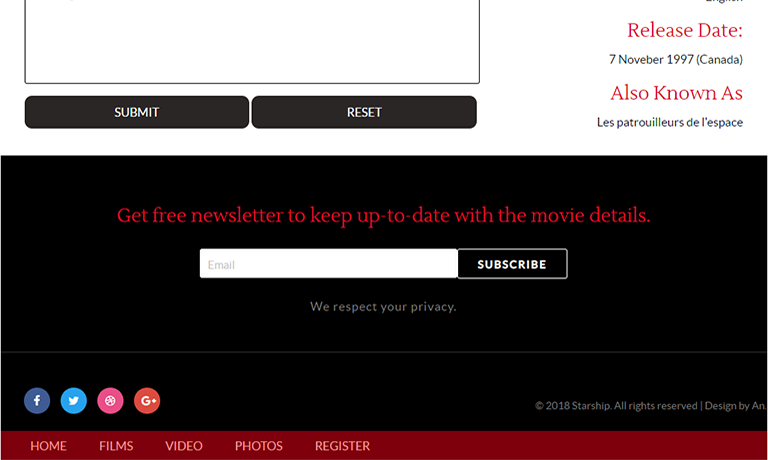 English
Release Date:
7 Noveber 1997 (Canada)
Also Known As
Les patrouilleurs de l'espace
SUBMIT RESET
Get free newsletter to keep up-to-date with the movie details.
Email SUBSCRIBE
We respect your privacy.
© 2018 Starship. All rights reserved | Design by An.
HOME FILMS VIDEO PHOTOS REGISTER